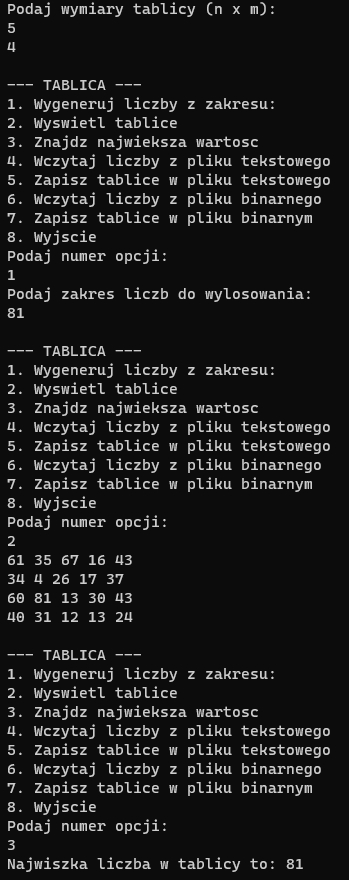 Podaj wymiary tablicy (n x m):
5
4
--- TABLICA ---
1. Wygeneruj liczby z zakresu:
2. Wyswietl tablice
3. Znajdz najwieksza wartosc
4. Wczytaj liczby z pliku tekstowego
5. Zapisz tablice w pliku tekstowego
6. Wczytaj liczby z pliku binarnego
7. Zapisz tablice w pliku binarnym
8. Wyjscie
Podaj numer opcji:
1
Podaj zakres liczb do wylosowania:
81
--- TABLICA ---
1. Wygeneruj liczby z zakresu:
2. Wyswietl tablice
3. Znajdz najwieksza wartosc
4. Wczytaj liczby z pliku tekstowego
5. Zapisz tablice w pliku tekstowego
6. Wczytaj liczby z pliku binarnego
7. Zapisz tablice w pliku binarnym
8. Wyjscie
Podaj numer opcji:
2
61 35 67 16 43
34 4 26 17 37
60 81 13 30 43
40 31 12 13 24
--- TABLICA ---
1. Wygeneruj liczby z zakresu:
2. Wyswietl tablice
3. Znajdz najwieksza wartosc
4. Wczytaj liczby z pliku tekstowego
5. Zapisz tablice w pliku tekstowego
6. Wczytaj liczby z pliku binarnego
7. Zapisz tablice w pliku binarnym
8. Wyjscie
Podaj numer opcji:
3
Najwiszka liczba w tablicy to: 81